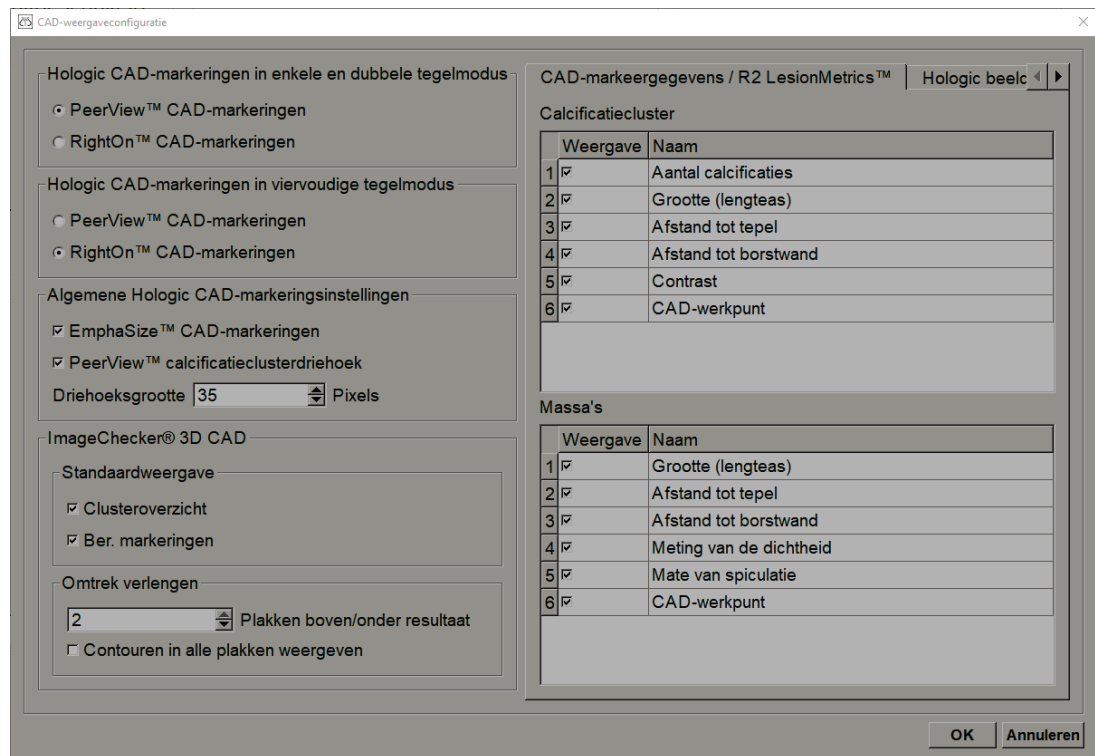 CAD-weergaveconfiguratie
Hologic CAD-markeringen in enkele en dubbele tegelmodus
PeerView™ CAD-markeringen
RightOn™ CAD-markeringen
Hologic CAD-markeringen in viervoudige tegelmodus
PeerView™ CAD-markeringen
RightOn™ CAD-markeringen
Algemene Hologic CAD-markeringsinstellingen
EmphaSize™ CAD-markeringen
PeerView™ calcificatieclusterdriehoek
Driehoeksgrootte 35 Pixels
ImageChecker® 3D CAD
Standaardweergave
Clusteroverzicht
Ber. markeringen
Omtrek verlengen
2 Plakken boven/onder resultaat
Contouren in alle plakken weergeven
CAD-markeergegevens / R2 LesionMetrics™ Hologic
Calcificatiecluster
Weergave Naam
1 Aantal calcificaties
2 Grootte (lengteas)
3 Afstand tot tepel
4 Afstand tot borstwand
5 Contrast
6 CAD-werkpunt
Massa's
Weergave Naam
1 Grootte (lengteas)
2 Afstand tot tepel
3 Afstand tot borstwand
4 Meting van de dichtheid
5 Mate van spiculatie
6 CAD-werkpunt
OK Annuleren